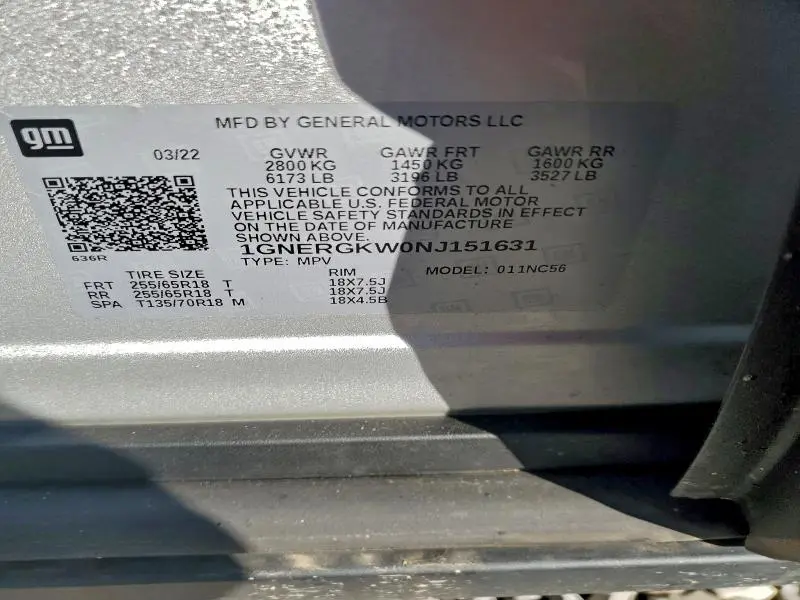 gm
MFD BY GENERAL MOTORS LLC
03/22 GVWR GAWR FRT GAWR RR
2800 KG 1450 KG 1600 KG
6173 LB 3196 LB 3527 LB
THIS VEHICLE CONFORMS TO ALL
APPLICABLE U.S. FEDERAL MOTOR
VEHICLE SAFETY STANDARDS IN EFFECT
ON THE DATE OF MANUFACTURE
SHOWN ABOVE.
636R
1GNERGKW0NJ151631
TYPE: MPV MODEL: 011NC56
TIRE SIZE RIM
FRT 255/65R18 T 18X7.5J
RR 255/65R18 T 18X7.5J
SPA T135/70R18 M 18X4.5B